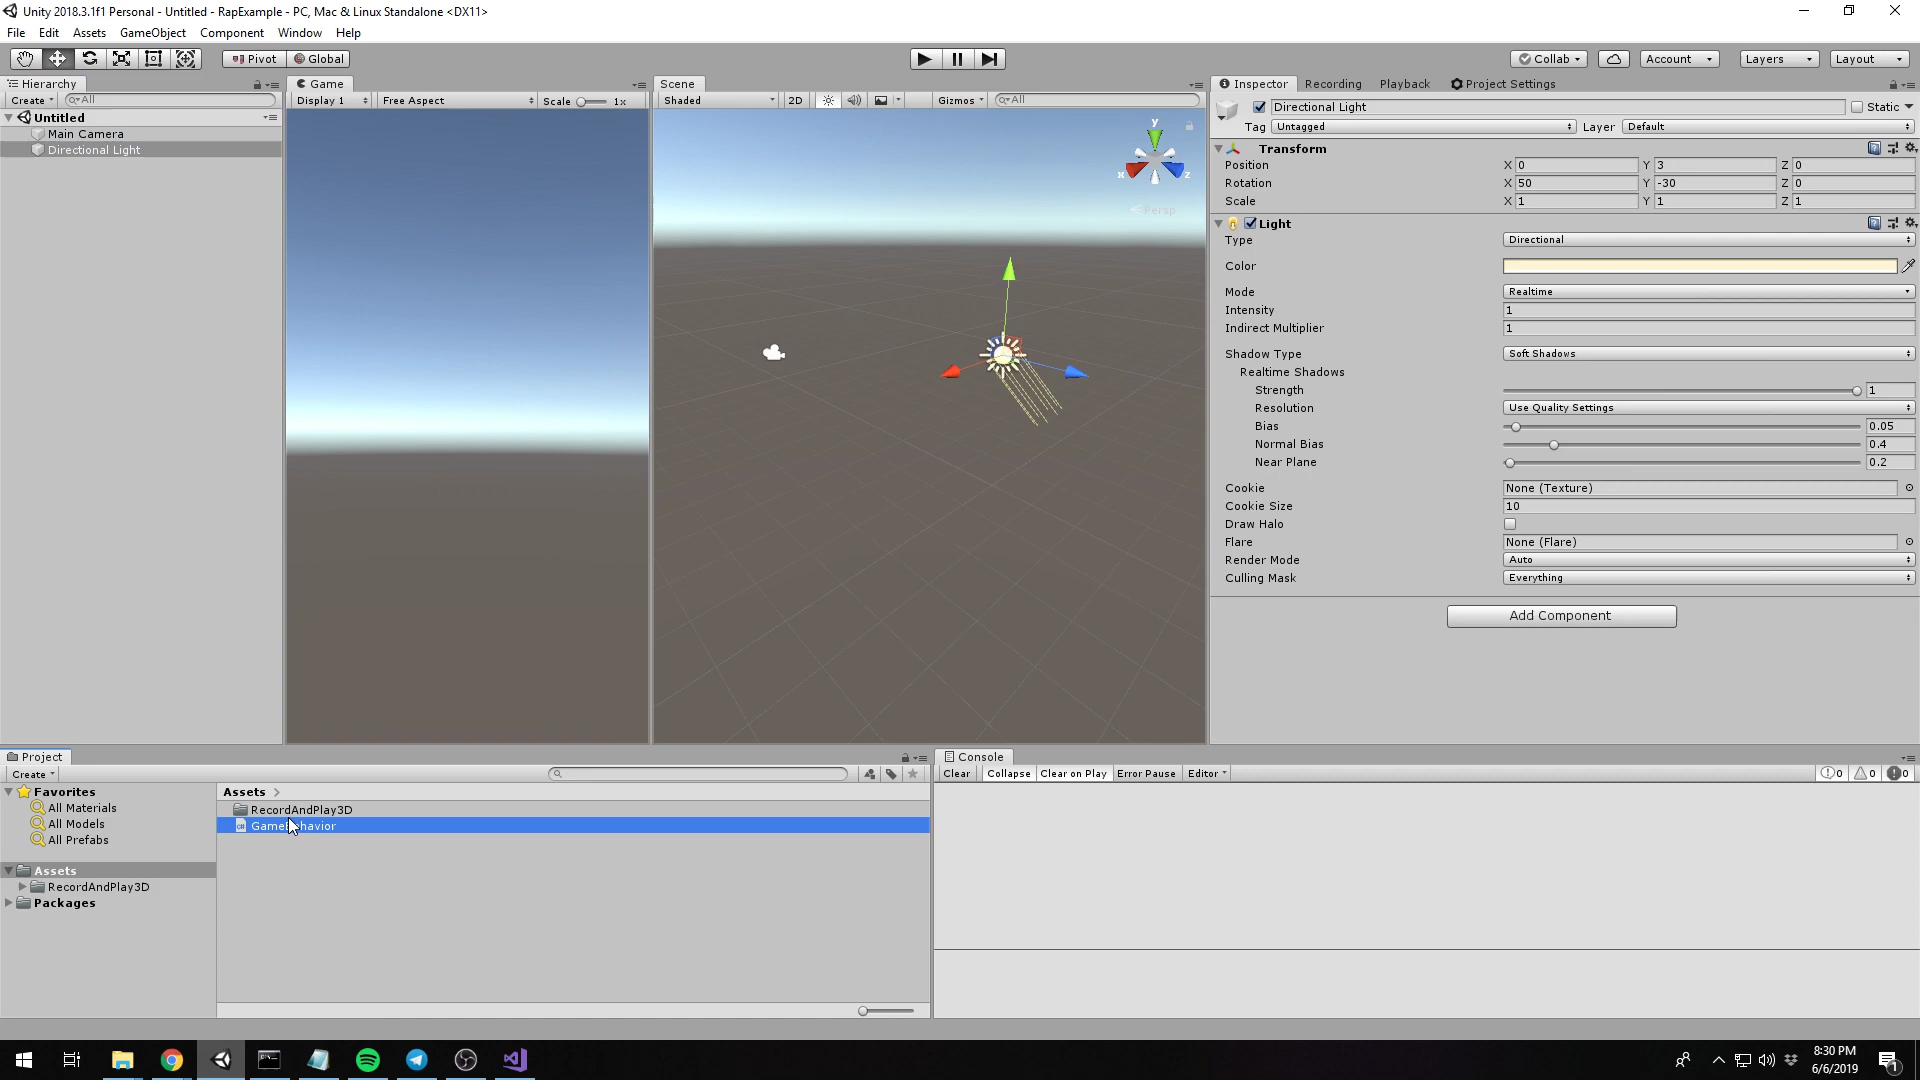 Unity 2018.3.1f1 Personal - Untitled - RapExample - PC, Mac & Linux Standalone <DX11>
File Edit Assets GameObject Component Window Help
Pivot Global Collab Account Layers Layout
Hierarchy
Create All
Untitled
Main Camera
Directional Light
Game
Display 1 Free Aspect Scale 1x
Scene
Shaded 2D Gizmos All
y
x z
Persp
Inspector Recording Playback Project Settings
Directional Light Static
Tag Untagged Layer Default
Transform
Position X 0 Y 3 Z 0
Rotation X 50 Y -30 Z 0
Scale X 1 Y 1 Z 1
Light
Type Directional
Color
Mode Realtime
Intensity 1
Indirect Multiplier 1
Shadow Type Soft Shadows
Realtime Shadows
Strength 1
Resolution Use Quality Settings
Bias 0.05
Normal Bias 0.4
Near Plane 0.2
Cookie None (Texture)
Cookie Size 10
Draw Halo
Flare None (Flare)
Render Mode Auto
Culling Mask Everything
Add Component
Project
Create
Favorites
All Materials
All Models
All Prefabs
Assets
RecordAndPlay3D
Packages
Assets
RecordAndPlay3D
GameBehavior
Console
Clear Collapse Clear on Play Error Pause Editor 0 0 0
8:30 PM
6/6/2019
1